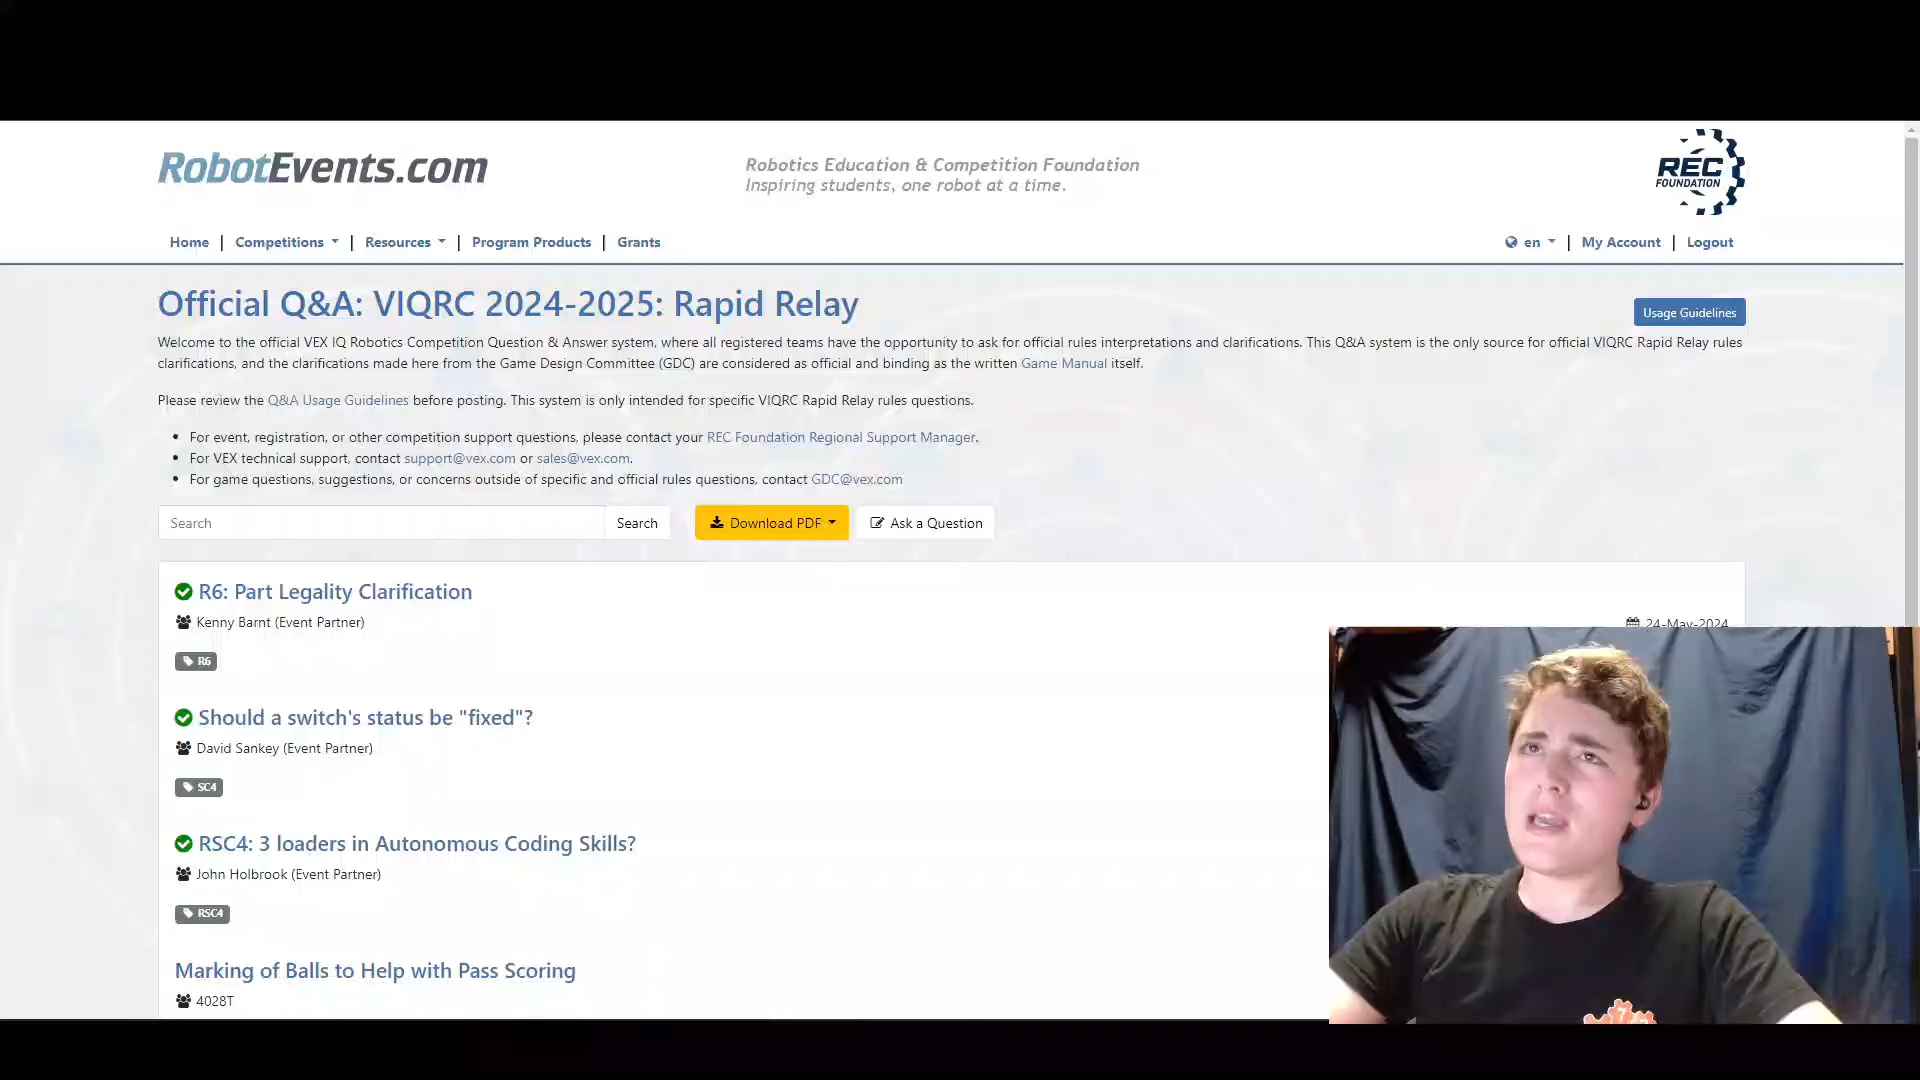 RobotEvents.com
Robotics Education & Competition Foundation
Inspiring students, one robot at a time.
REC
FOUNDATION
Home | Competitions | Resources | Program Products | Grants
en | My Account | Logout
Official Q&A: VIQRC 2024-2025: Rapid Relay
Usage Guidelines
Welcome to the official VEX IQ Robotics Competition Question & Answer system, where all registered teams have the opportunity to ask for official rules interpretations and clarifications. This Q&A system is the only source for official VIQRC Rapid Relay rules
clarifications, and the clarifications made here from the Game Design Committee (GDC) are considered as official and binding as the written Game Manual itself.
Please review the Q&A Usage Guidelines before posting. This system is only intended for specific VIQRC Rapid Relay rules questions.
• For event, registration, or other competition support questions, please contact your REC Foundation Regional Support Manager.
• For VEX technical support, contact support@vex.com or sales@vex.com.
• For game questions, suggestions, or concerns outside of specific and official rules questions, contact GDC@vex.com
Search
Search
Download PDF
Ask a Question
R6: Part Legality Clarification
Kenny Barnt (Event Partner)
24-May-2024
R6
Should a switch's status be "fixed"?
David Sankey (Event Partner)
SC4
RSC4: 3 loaders in Autonomous Coding Skills?
John Holbrook (Event Partner)
RSC4
Marking of Balls to Help with Pass Scoring
4028T